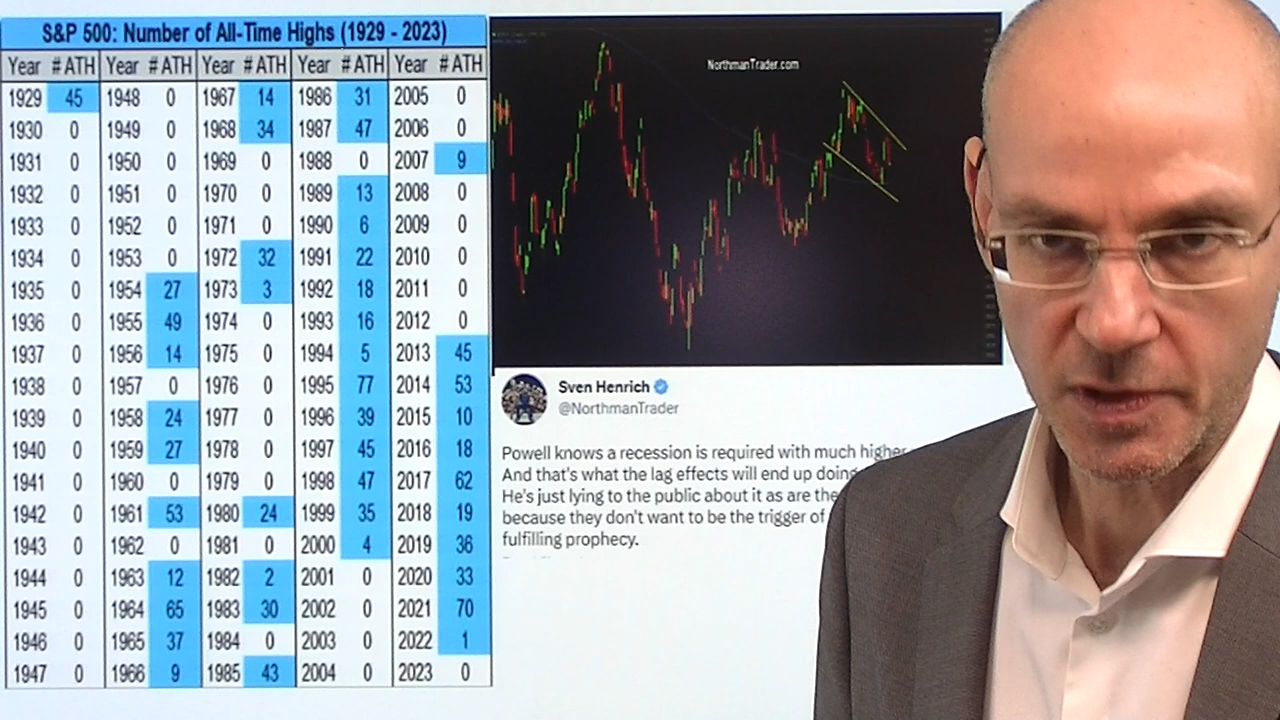 S&P 500: Number of All-Time Highs (1929 - 2023)
Year # ATH Year # ATH Year # ATH Year # ATH Year # ATH
1929 45 1948 0 1967 14 1986 31 2005 0
1930 0 1949 0 1968 34 1987 47 2006 0
1931 0 1950 0 1969 0 1988 0 2007 9
1932 0 1951 0 1970 0 1989 13 2008 0
1933 0 1952 0 1971 0 1990 6 2009 0
1934 0 1953 0 1972 32 1991 22 2010 0
1935 0 1954 27 1973 3 1992 18 2011 0
1936 0 1955 49 1974 0 1993 16 2012 0
1937 0 1956 14 1975 0 1994 5 2013 45
1938 0 1957 0 1976 0 1995 77 2014 53
1939 0 1958 24 1977 0 1996 39 2015 10
1940 0 1959 27 1978 0 1997 45 2016 18
1941 0 1960 0 1979 0 1998 47 2017 62
1942 0 1961 53 1980 24 1999 35 2018 19
1943 0 1962 0 1981 0 2000 4 2019 36
1944 0 1963 12 1982 2 2001 0 2020 33
1945 0 1964 65 1983 30 2002 0 2021 70
1946 0 1965 37 1984 0 2003 0 2022 1
1947 0 1966 9 1985 43 2004 0 2023 0
NorthmanTrader.com
Sven Henrich
@NorthmanTrader
Powell knows a recession is required with much higher
And that's what the lag effects will end up doing
He's just lying to the public about it as are the
because they don't want to be the trigger of
fulfilling prophecy.